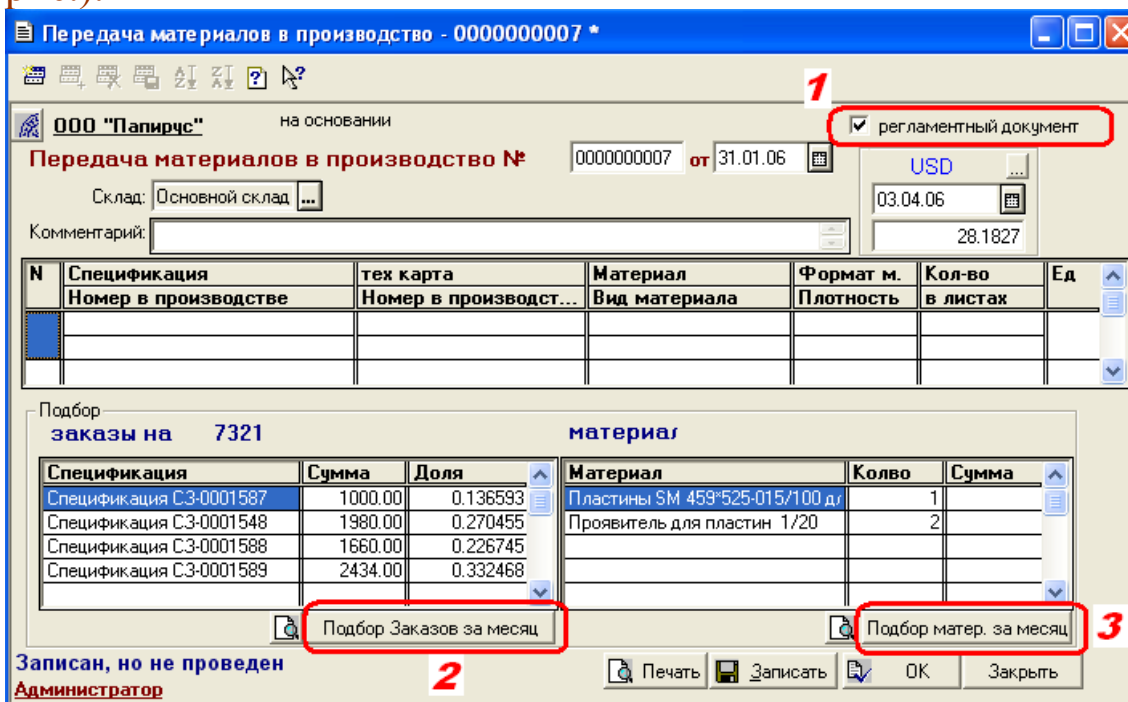 Передача материалов в производство - 0000000007 *
1
ООО "Папирус" на основании регламентный документ
Передача материалов в производство № 0000000007 от 31.01.06 USD ...
Склад: Основной склад ... 03.04.06
Комментарий: 28.1827
N Спецификация тех карта Материал Формат м. Кол-во Ед
Номер в производстве Номер в производст... Вид материала Плотность в листах
Подбор
заказы на 7321 материал
Спецификация Сумма Доля Материал Колво Сумма
Спецификация СЗ-0001587 1000.00 0.136593 Пластины SM 459*525-015/100 дл 1
Спецификация СЗ-0001548 1980.00 0.270455 Проявитель для пластин 1/20 2
Спецификация СЗ-0001588 1660.00 0.226745
Спецификация СЗ-0001589 2434.00 0.332468
Подбор Заказов за месяц Подбор матер. за месяц 3
Записан, но не проведен 2 Печать Записать OK Закрыть
Администратор